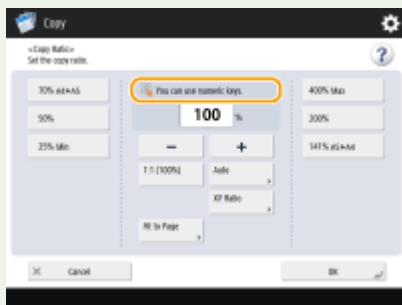 Copy
<Copy Ratio>
Set the copy ratio.
?
70% A4➔A5
You can use numeric keys.
400% Max
50%
100 %
200%
25% Min
− +
141% A5➔A4
1:1 [100%]
Auto
XY Ratio
Fit to Page
× Cancel
OK